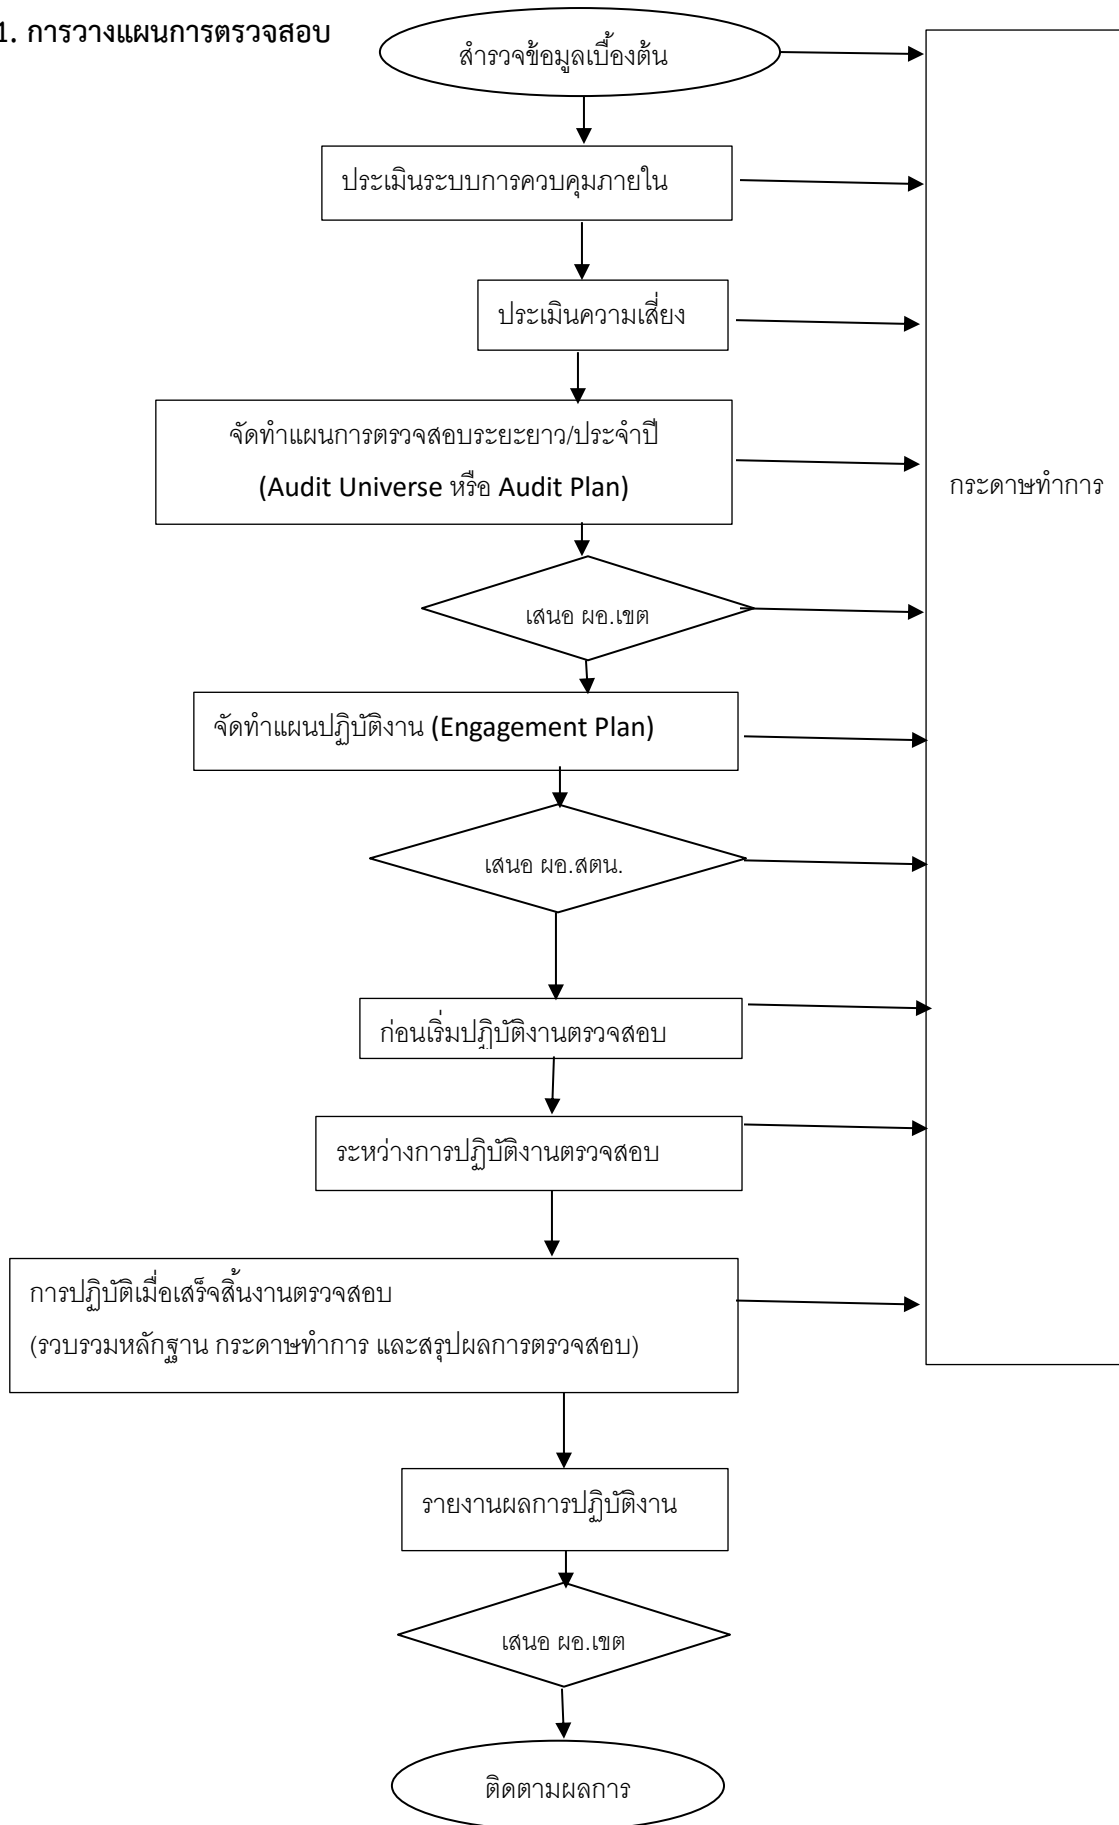 1. การวางแผนการตรวจสอบ
สำรวจข้อมูลเบื้องต้น
ประเมินระบบการควบคุมภายใน
ประเมินความเสี่ยง
จัดทำแผนการตรวจสอบระยะยาว/ประจำปี
(Audit Universe หรือ Audit Plan)
กระดาษทำการ
เสนอ ผอ.เขต
จัดทำแผนปฏิบัติงาน (Engagement Plan)
เสนอ ผอ.สตน.
ก่อนเริ่มปฏิบัติงานตรวจสอบ
ระหว่างการปฏิบัติงานตรวจสอบ
การปฏิบัติเมื่อเสร็จสิ้นงานตรวจสอบ
(รวบรวมหลักฐาน กระดาษทำการ และสรุปผลการตรวจสอบ)
รายงานผลการปฏิบัติงาน
เสนอ ผอ.เขต
ติดตามผลการ